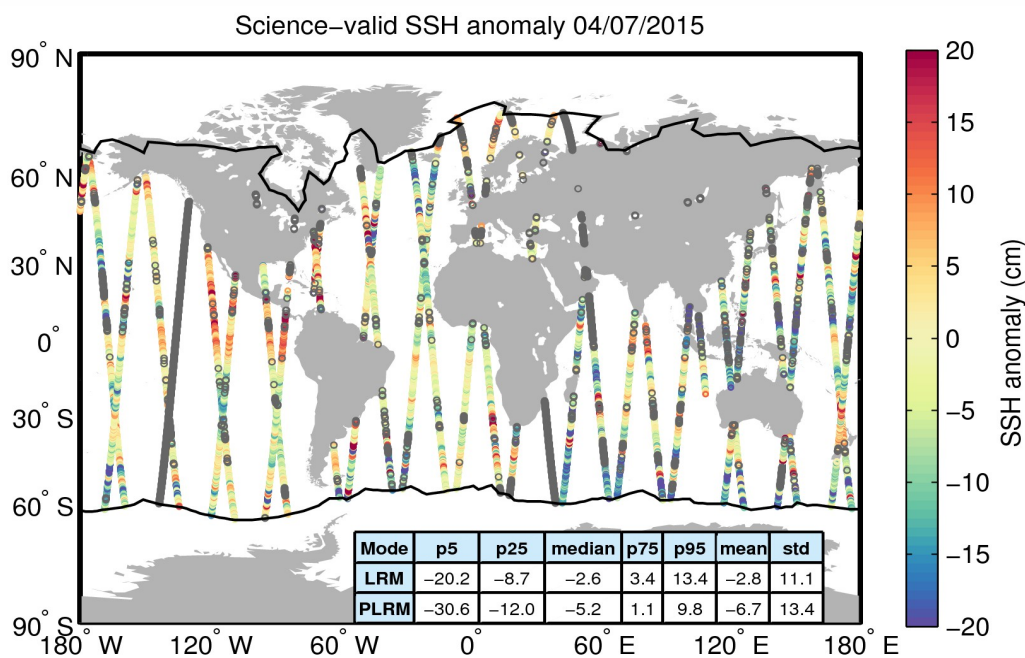 Science−valid SSH anomaly 04/07/2015
90° N
60° N
30° N
0°
30° S
60° S
90° S
180° W
120° W
60° W
0°
60° E
120° E
180° E
Mode p5 p25 median p75 p95 mean std
LRM −20.2 −8.7 −2.6 3.4 13.4 −2.8 11.1
PLRM −30.6 −12.0 −5.2 1.1 9.8 −6.7 13.4
20
15
10
5
0
−5
−10
−15
−20
SSH anomaly (cm)